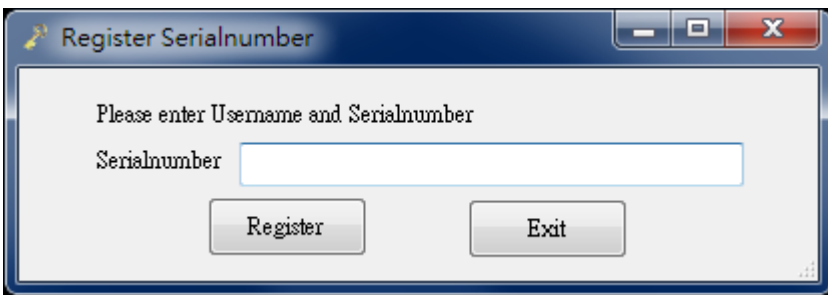 Register Serialnumber
Please enter Username and Serialnumber
Serialnumber
Register Exit